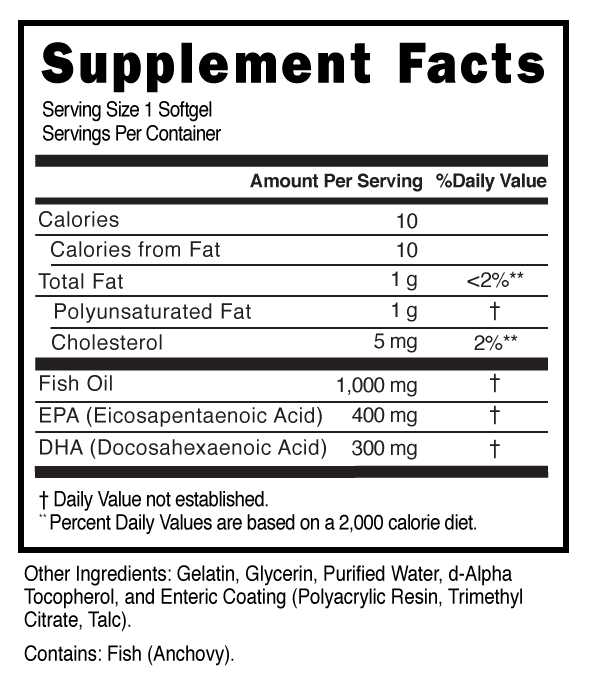 Supplement Facts
Serving Size 1 Softgel
Servings Per Container
Amount Per Serving %Daily Value
Calories 10
Calories from Fat 10
Total Fat 1 g <2%**
Polyunsaturated Fat 1 g †
Cholesterol 5 mg 2%**
Fish Oil 1,000 mg †
EPA (Eicosapentaenoic Acid) 400 mg †
DHA (Docosahexaenoic Acid) 300 mg †
† Daily Value not established.
** Percent Daily Values are based on a 2,000 calorie diet.
Other Ingredients: Gelatin, Glycerin, Purified Water, d-Alpha
Tocopherol, and Enteric Coating (Polyacrylic Resin, Trimethyl
Citrate, Talc).
Contains: Fish (Anchovy).